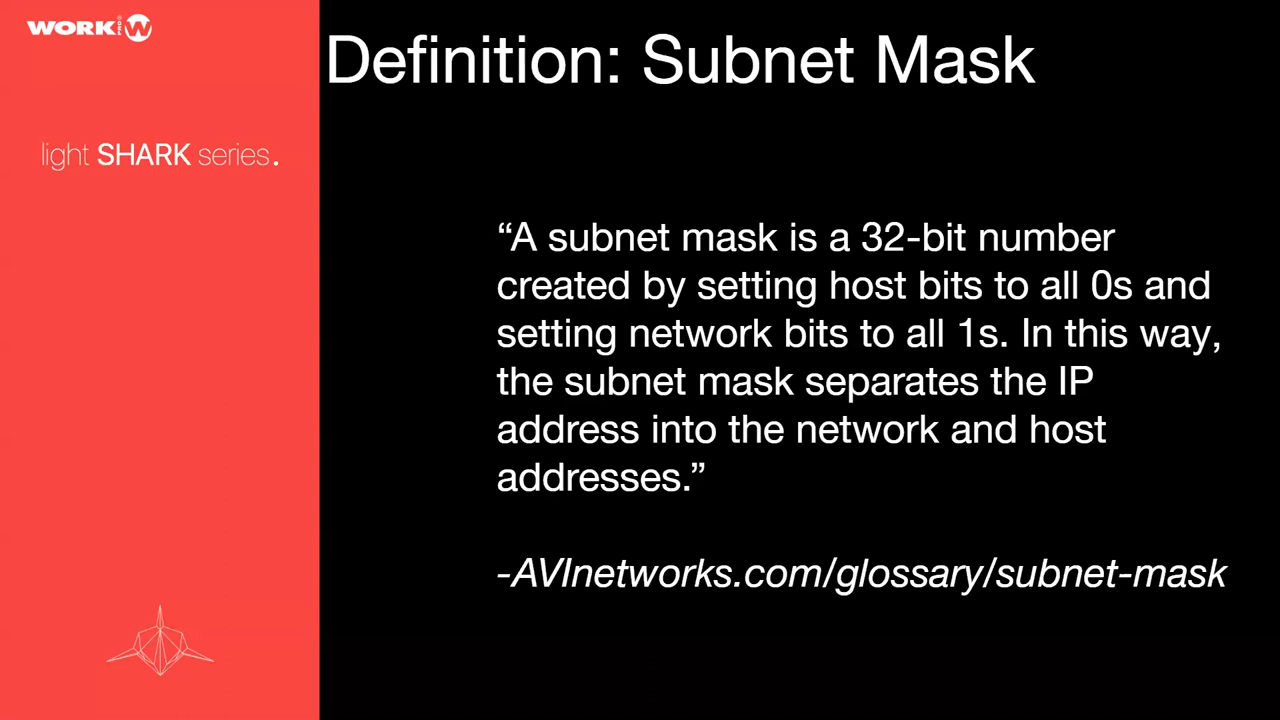 WORK PRO W
Definition: Subnet Mask
light SHARK series.
“A subnet mask is a 32-bit number
created by setting host bits to all 0s and
setting network bits to all 1s. In this way,
the subnet mask separates the IP
address into the network and host
addresses.”
-AVInetworks.com/glossary/subnet-mask